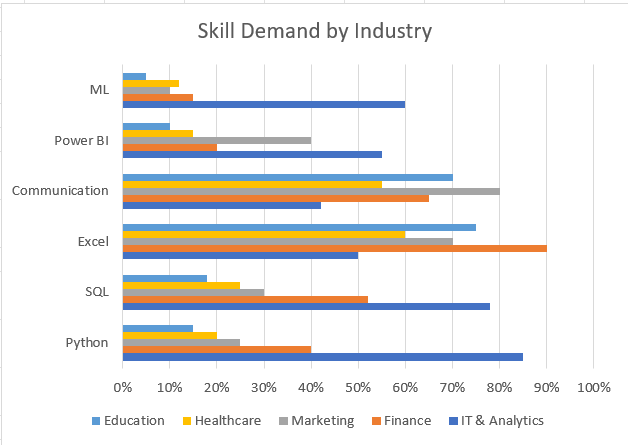 Skill Demand by Industry
ML
Power BI
Communication
Excel
SQL
Python
0% 10% 20% 30% 40% 50% 60% 70% 80% 90% 100%
Education Healthcare Marketing Finance IT & Analytics